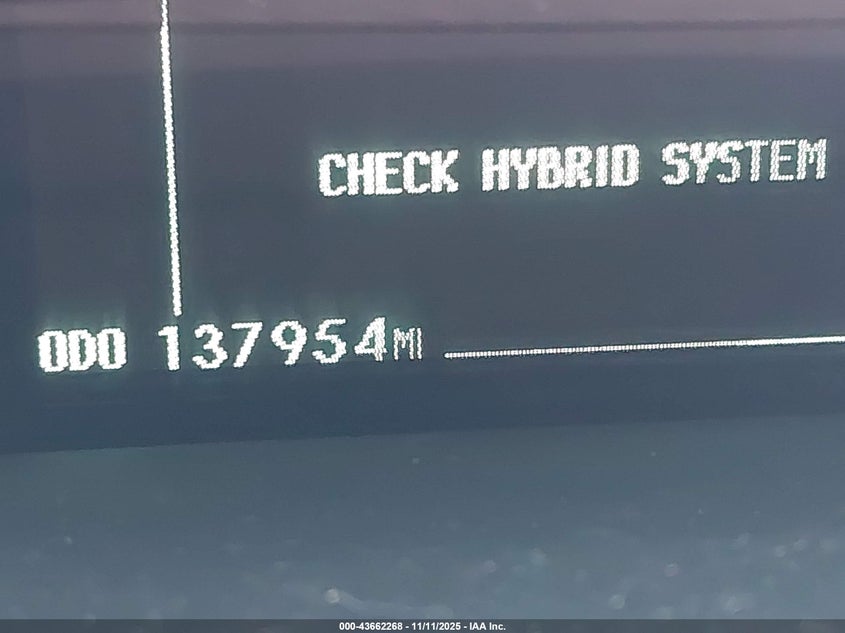 CHECK HYBRID SYSTEM
ODO 137954MI
000-43662268 - 11/11/2025 - IAA Inc.